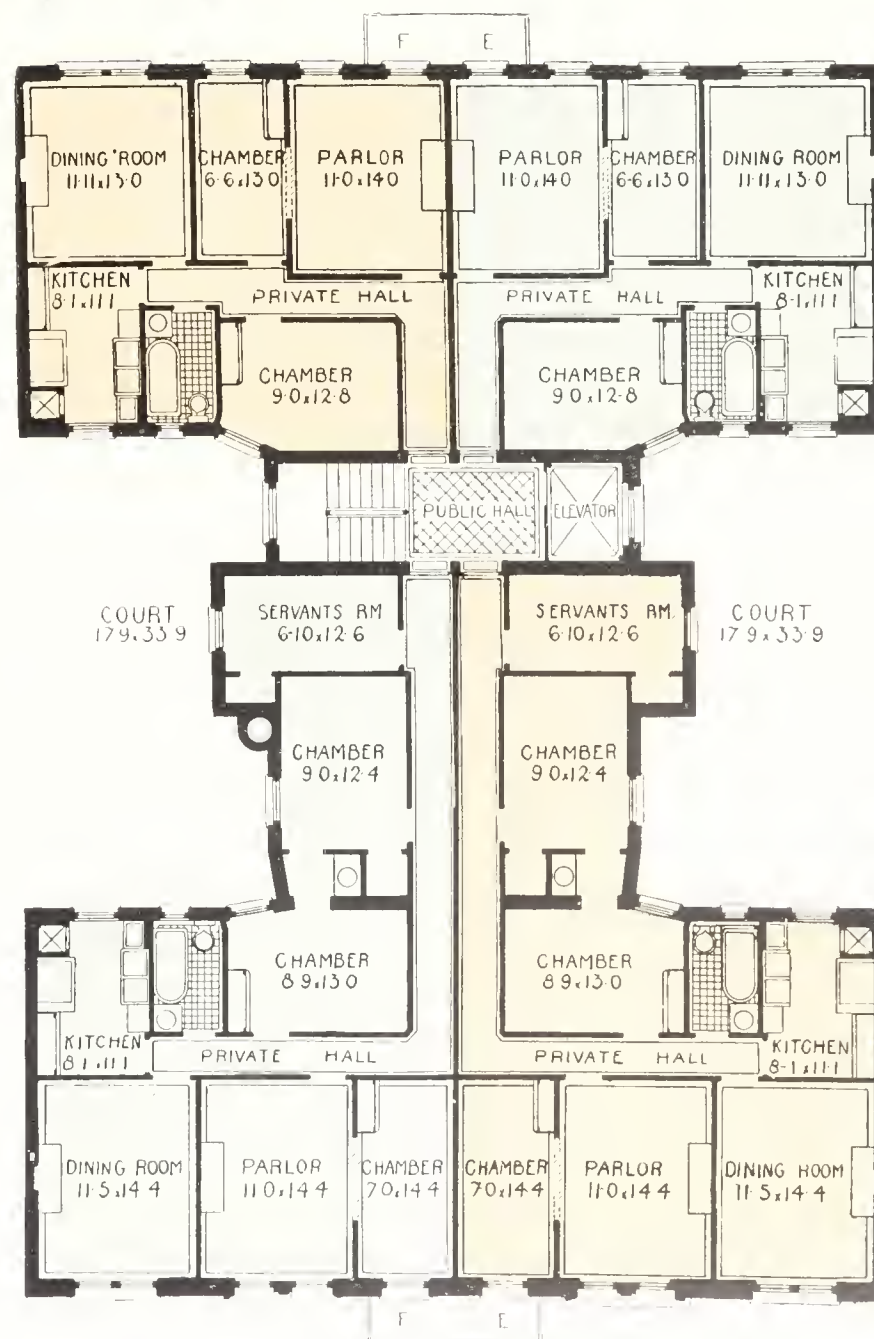 F E
DINING ROOM
11·11x13·0
CHAMBER
6·6x13·0
PARLOR
11·0x14·0
PARLOR
11·0x14·0
CHAMBER
6·6x13·0
DINING ROOM
11·11x13·0
KITCHEN
8-1x11·1
PRIVATE HALL
PRIVATE HALL
KITCHEN
8-1x11·1
CHAMBER
9·0x12·8
CHAMBER
9·0x12·8
PUBLIC HALL
ELEVATOR
COURT
17·9x33·9
SERVANTS RM
6·10x12·6
SERVANTS RM.
6·10x12·6
COURT
17·9x33·9
CHAMBER
9·0x12·4
CHAMBER
9·0x12·4
CHAMBER
8·9x13·0
CHAMBER
8·9x13·0
KITCHEN
8·1x11·1
PRIVATE HALL
PRIVATE HALL
KITCHEN
8-1x11·1
DINING ROOM
11·5x14·4
PARLOR
11·0x14·4
CHAMBER
7·0x14·4
CHAMBER
7·0x14·4
PARLOR
11·0x14·4
DINING ROOM
11·5x14·4
F E